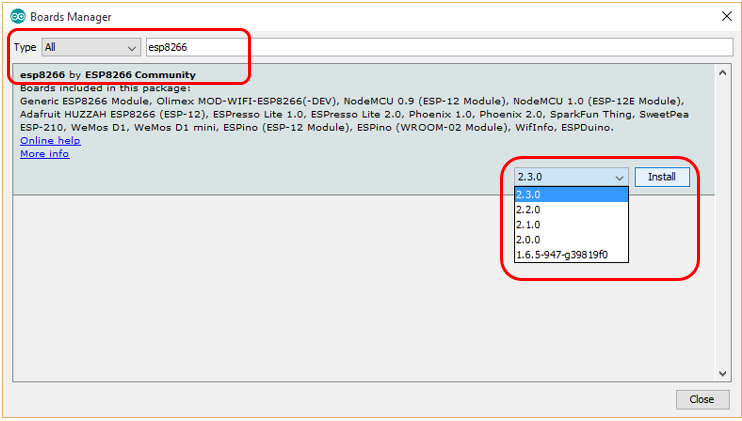 Boards Manager
Type All esp8266
esp8266 by ESP8266 Community
Boards included in this package:
Generic ESP8266 Module, Olimex MOD-WIFI-ESP8266(-DEV), NodeMCU 0.9 (ESP-12 Module), NodeMCU 1.0 (ESP-12E Module),
Adafruit HUZZAH ESP8266 (ESP-12), ESPresso Lite 1.0, ESPresso Lite 2.0, Phoenix 1.0, Phoenix 2.0, SparkFun Thing, SweetPea
ESP-210, WeMos D1, WeMos D1 mini, ESPino (ESP-12 Module), ESPino (WROOM-02 Module), WifInfo, ESPDuino.
Online help
More info
2.3.0 Install
2.3.0
2.2.0
2.1.0
2.0.0
1.6.5-947-g39819f0
Close